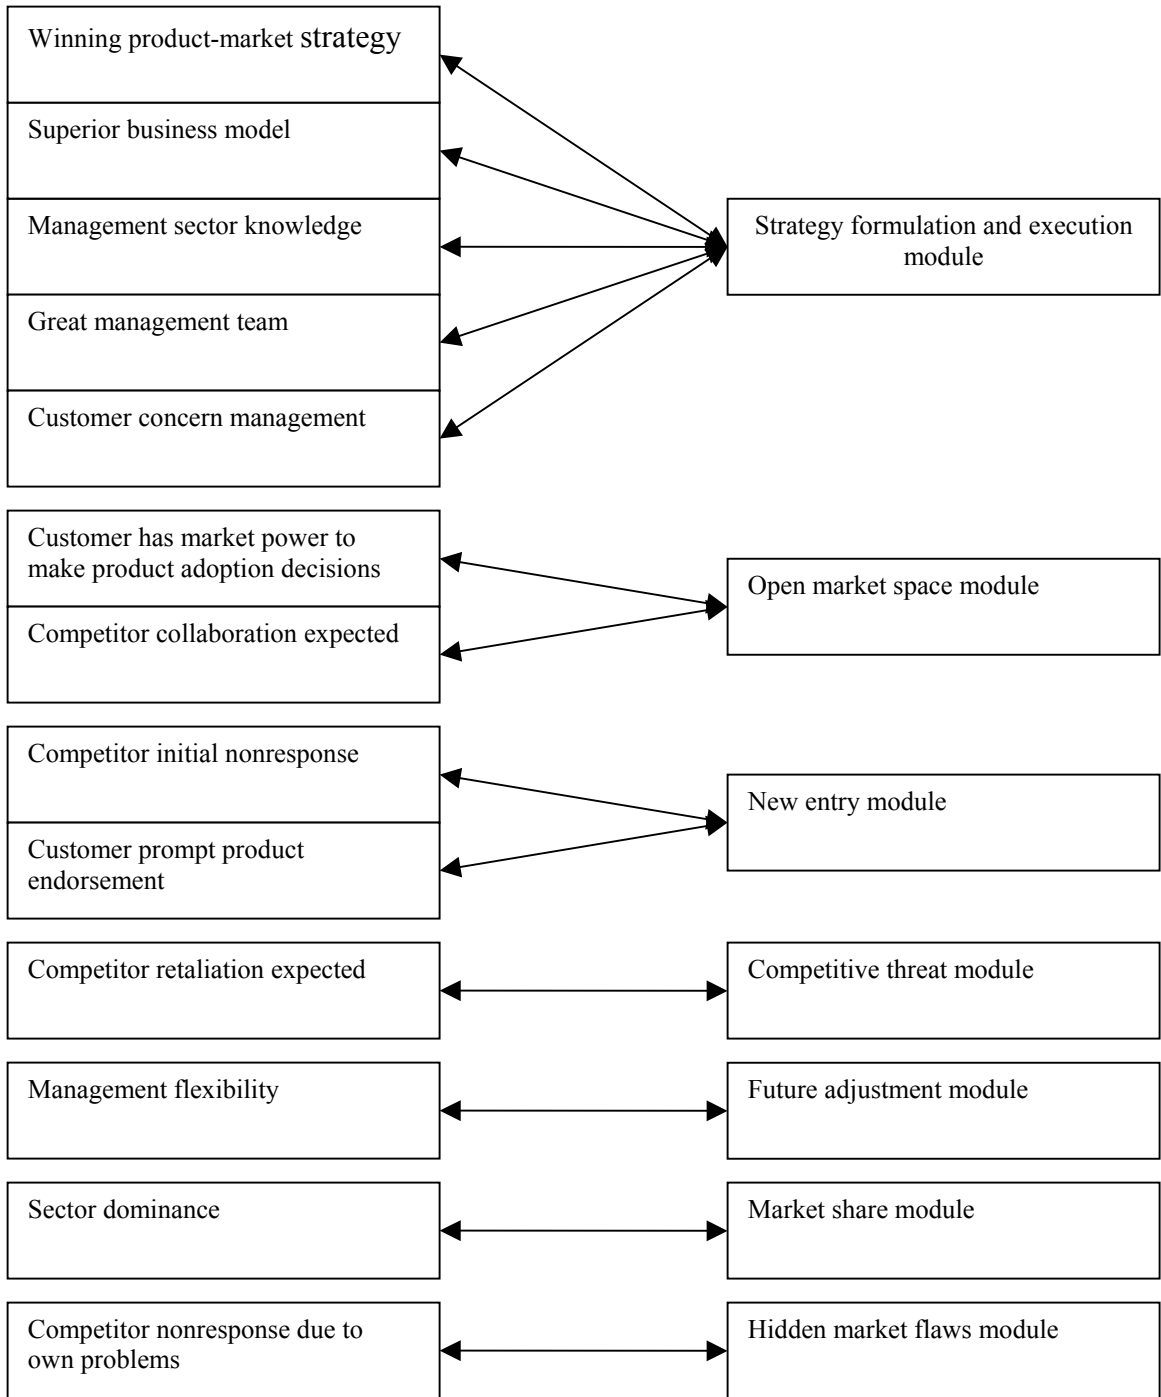 Winning product-market strategy
Superior business model
Management sector knowledge
Great management team
Customer concern management
Strategy formulation and execution
module
Customer has market power to
make product adoption decisions
Competitor collaboration expected
Open market space module
Competitor initial nonresponse
Customer prompt product
endorsement
New entry module
Competitor retaliation expected
Competitive threat module
Management flexibility
Future adjustment module
Sector dominance
Market share module
Competitor nonresponse due to
own problems
Hidden market flaws module